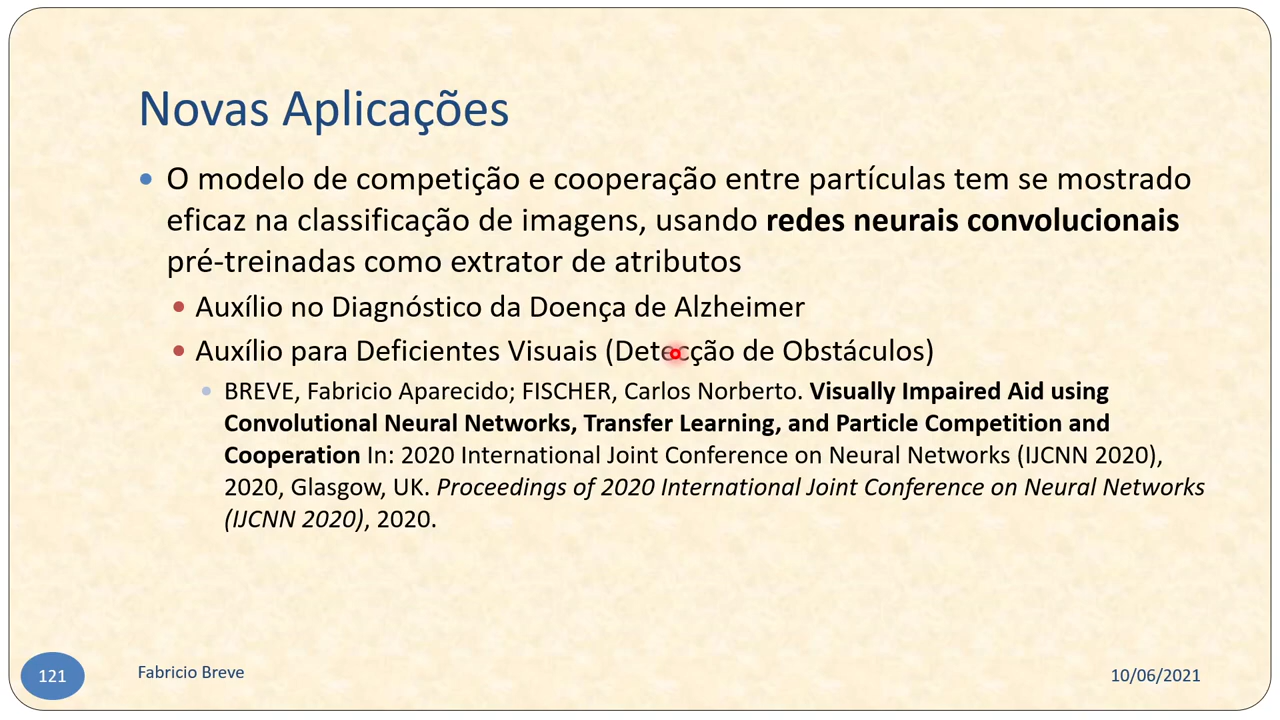 Novas Aplicações
O modelo de competição e cooperação entre partículas tem se mostrado
eficaz na classificação de imagens, usando redes neurais convolucionais
pré-treinadas como extrator de atributos
Auxílio no Diagnóstico da Doença de Alzheimer
Auxílio para Deficientes Visuais (Detecção de Obstáculos)
BREVE, Fabricio Aparecido; FISCHER, Carlos Norberto. Visually Impaired Aid using
Convolutional Neural Networks, Transfer Learning, and Particle Competition and
Cooperation In: 2020 International Joint Conference on Neural Networks (IJCNN 2020),
2020, Glasgow, UK. Proceedings of 2020 International Joint Conference on Neural Networks
(IJCNN 2020), 2020.
121
Fabricio Breve
10/06/2021